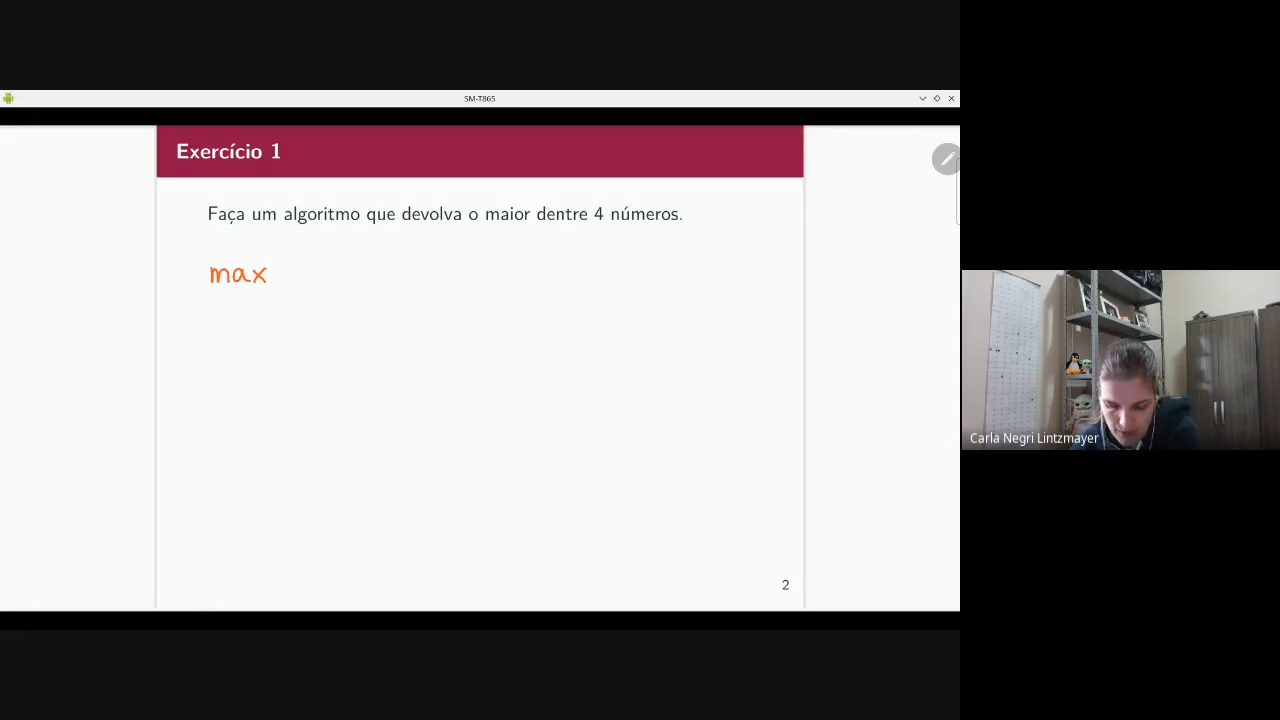 SM-T865
Exercício 1
Faça um algoritmo que devolva o maior dentre 4 números.
max
2
Carla Negri Lintzmayer